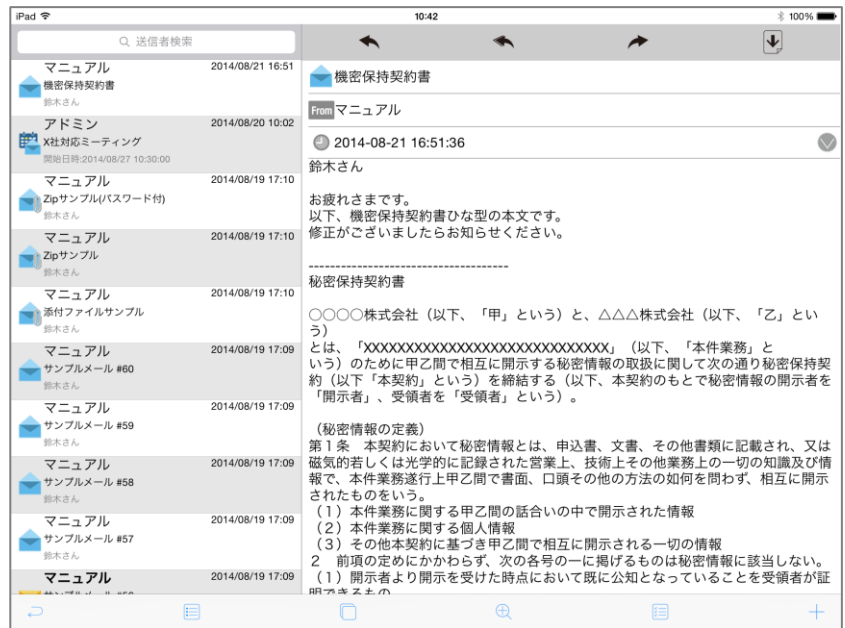 iPad 10:42 100%
送信者検索
マニュアル 2014/08/21 16:51
機密保持契約書
鈴木さん
アドミン 2014/08/20 10:02
X社対応ミーティング
開始日時:2014/08/27 10:30:00
マニュアル 2014/08/19 17:10
Zipサンプル(パスワード付)
鈴木さん
マニュアル 2014/08/19 17:10
Zipサンプル
鈴木さん
マニュアル 2014/08/19 17:10
添付ファイルサンプル
鈴木さん
マニュアル 2014/08/19 17:09
サンプルメール #60
鈴木さん
マニュアル 2014/08/19 17:09
サンプルメール #59
鈴木さん
マニュアル 2014/08/19 17:09
サンプルメール #58
鈴木さん
マニュアル 2014/08/19 17:09
サンプルメール #57
鈴木さん
マニュアル 2014/08/19 17:09
機密保持契約書
From マニュアル
2014-08-21 16:51:36
鈴木さん
お疲れさまです。
以下、機密保持契約書ひな型の本文です。
修正がございましたらお知らせください。
-------------------------------------
秘密保持契約書
○○○○株式会社（以下、「甲」という）と、△△△株式会社（以下、「乙」とい
う）
とは、「XXXXXXXXXXXXXXXXXXXXXXXXXXXX」（以下、「本件業務」と
いう）のために甲乙間で相互に開示する秘密情報の取扱に関して次の通り秘密保持契
約（以下「本契約」という）を締結する（以下、本契約のもとで秘密情報の開示者を
「開示者」、受領者を「受領者」という）。
（秘密情報の定義）
第１条　本契約において秘密情報とは、申込書、文書、その他書類に記載され、又は
磁気的若しくは光学的に記録された営業上、技術上その他業務上の一切の知識及び情
報で、本件業務遂行上甲乙間で書面、口頭その他の方法の如何を問わず、相互に開示
されたものをいう。
（１）本件業務に関する甲乙間の話合いの中で開示された情報
（２）本件業務に関する個人情報
（３）その他本契約に基づき甲乙間で相互に開示される一切の情報
２　前項の定めにかかわらず、次の各号の一に掲げるものは秘密情報に該当しない。
（１）開示者より開示を受けた時点において既に公知となっていることを受領者が証
明できるもの